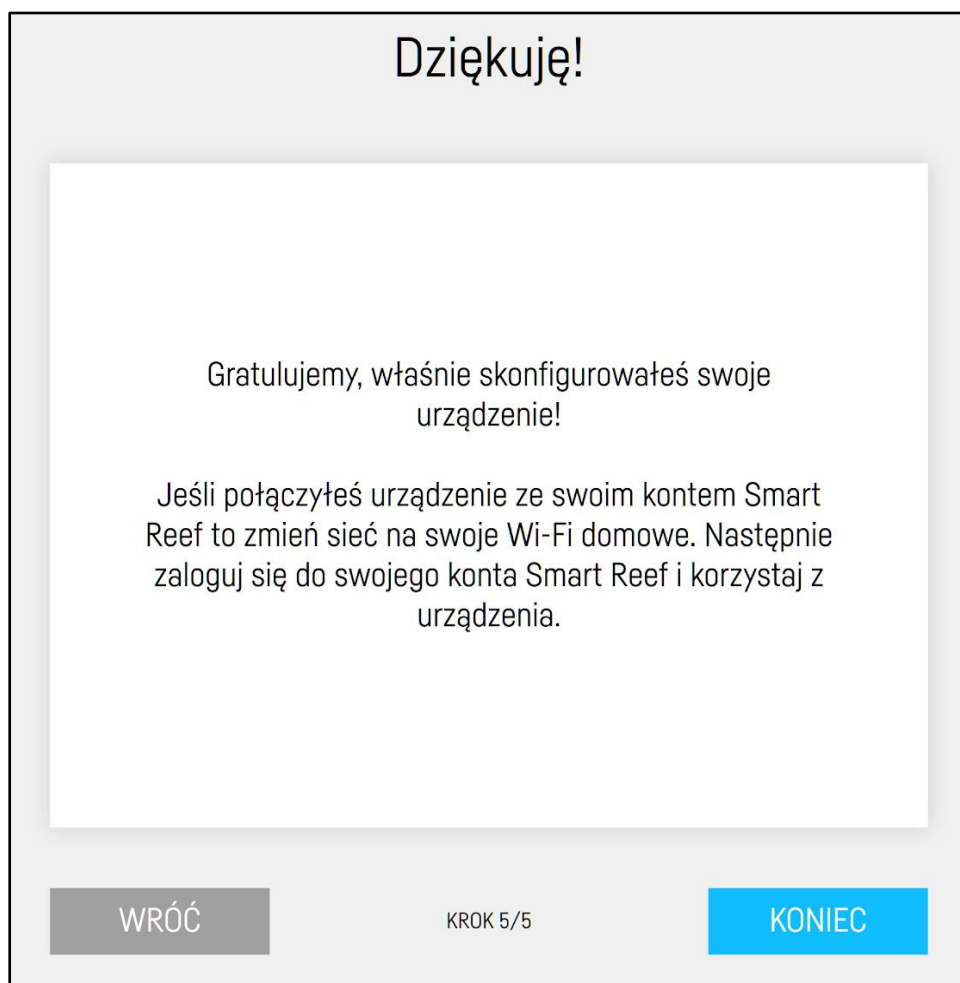 Dziękuję!
Gratulujemy, właśnie skonfigurowałeś swoje
urządzenie!
Jeśli połączyłeś urządzenie ze swoim kontem Smart
Reef to zmień sieć na swoje Wi-Fi domowe. Następnie
zaloguj się do swojego konta Smart Reef i korzystaj z
urządzenia.
WRÓĆ
KROK 5/5
KONIEC